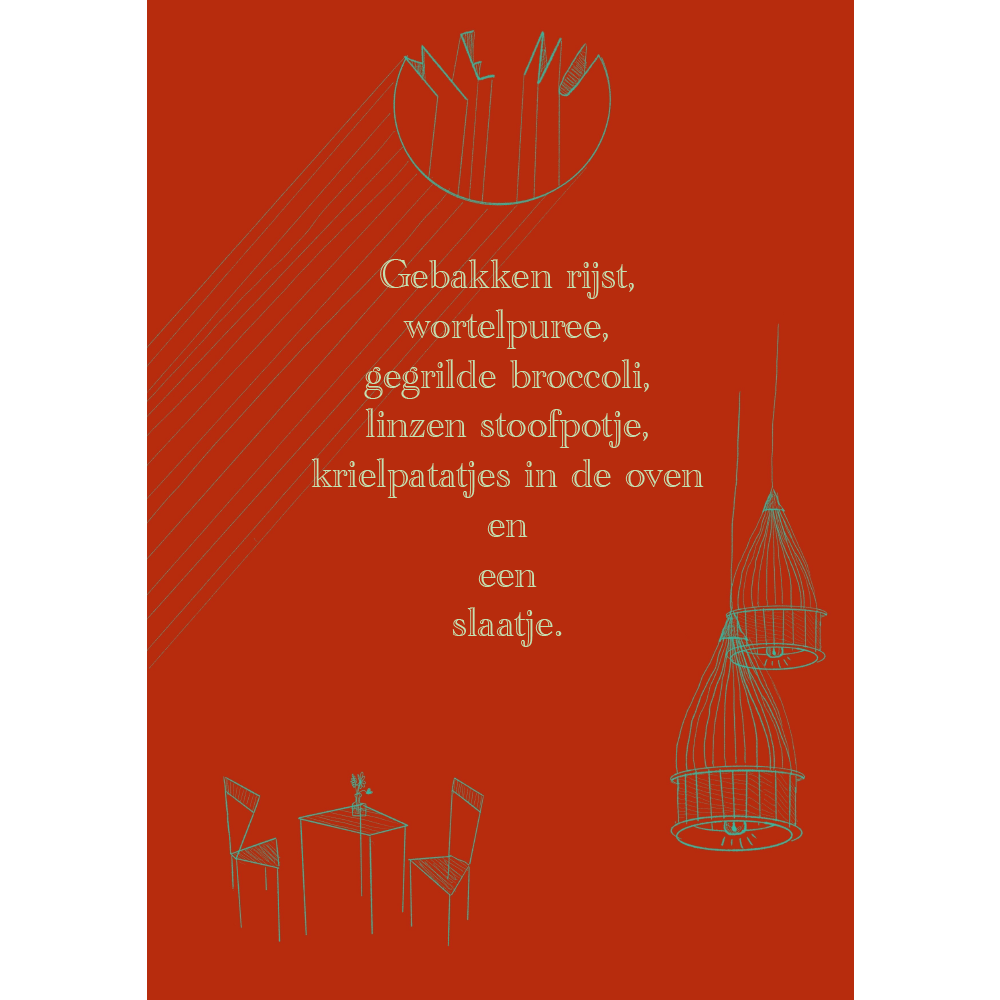 Gebakken rijst,
wortelpuree,
gegrilde broccoli,
linzen stoofpotje,
krielpatatjes in de oven
en
een
slaatje.